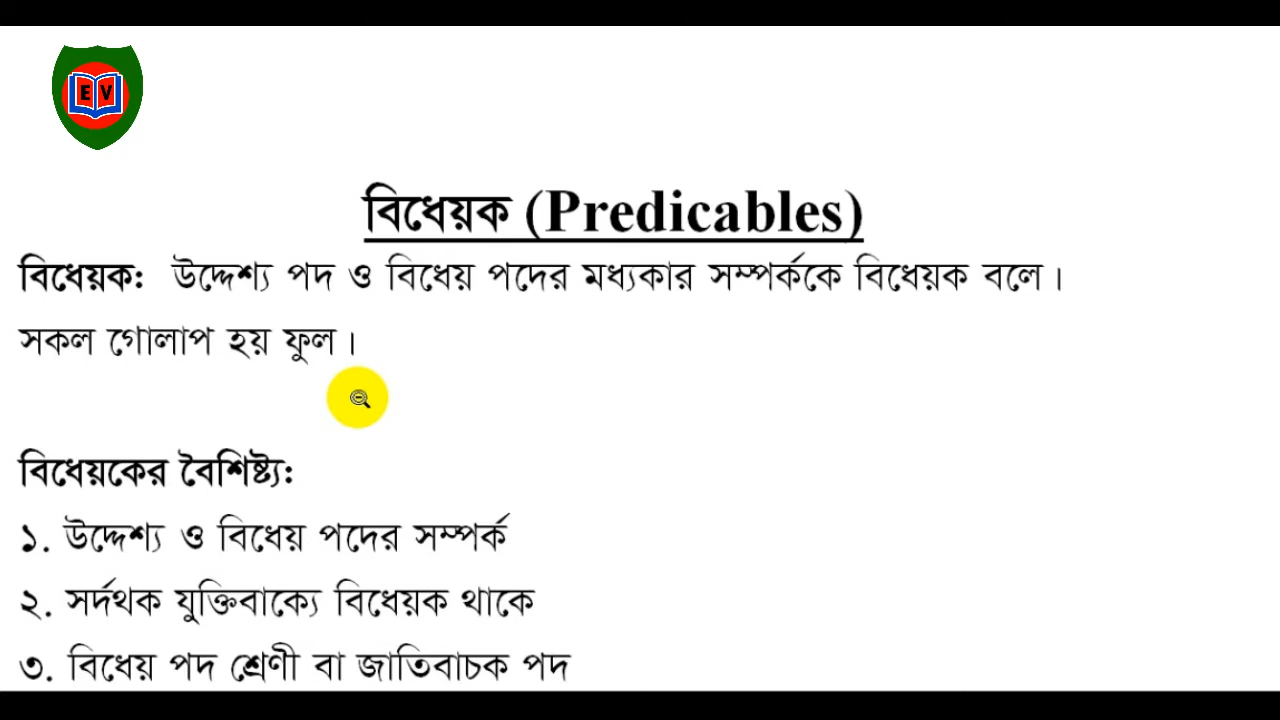 E V
বিধেয়ক (Predicables)
বিধেয়ক: উদ্দেশ্য পদ ও বিধেয় পদের মধ্যকার সম্পর্ককে বিধেয়ক বলে।
সকল গোলাপ হয় ফুল।
বিধেয়কের বৈশিষ্ট্য:
১. উদ্দেশ্য ও বিধেয় পদের সম্পর্ক
২. সর্দথক যুক্তিবাক্যে বিধেয়ক থাকে
৩. বিধেয় পদ শ্রেণী বা জাতিবাচক পদ